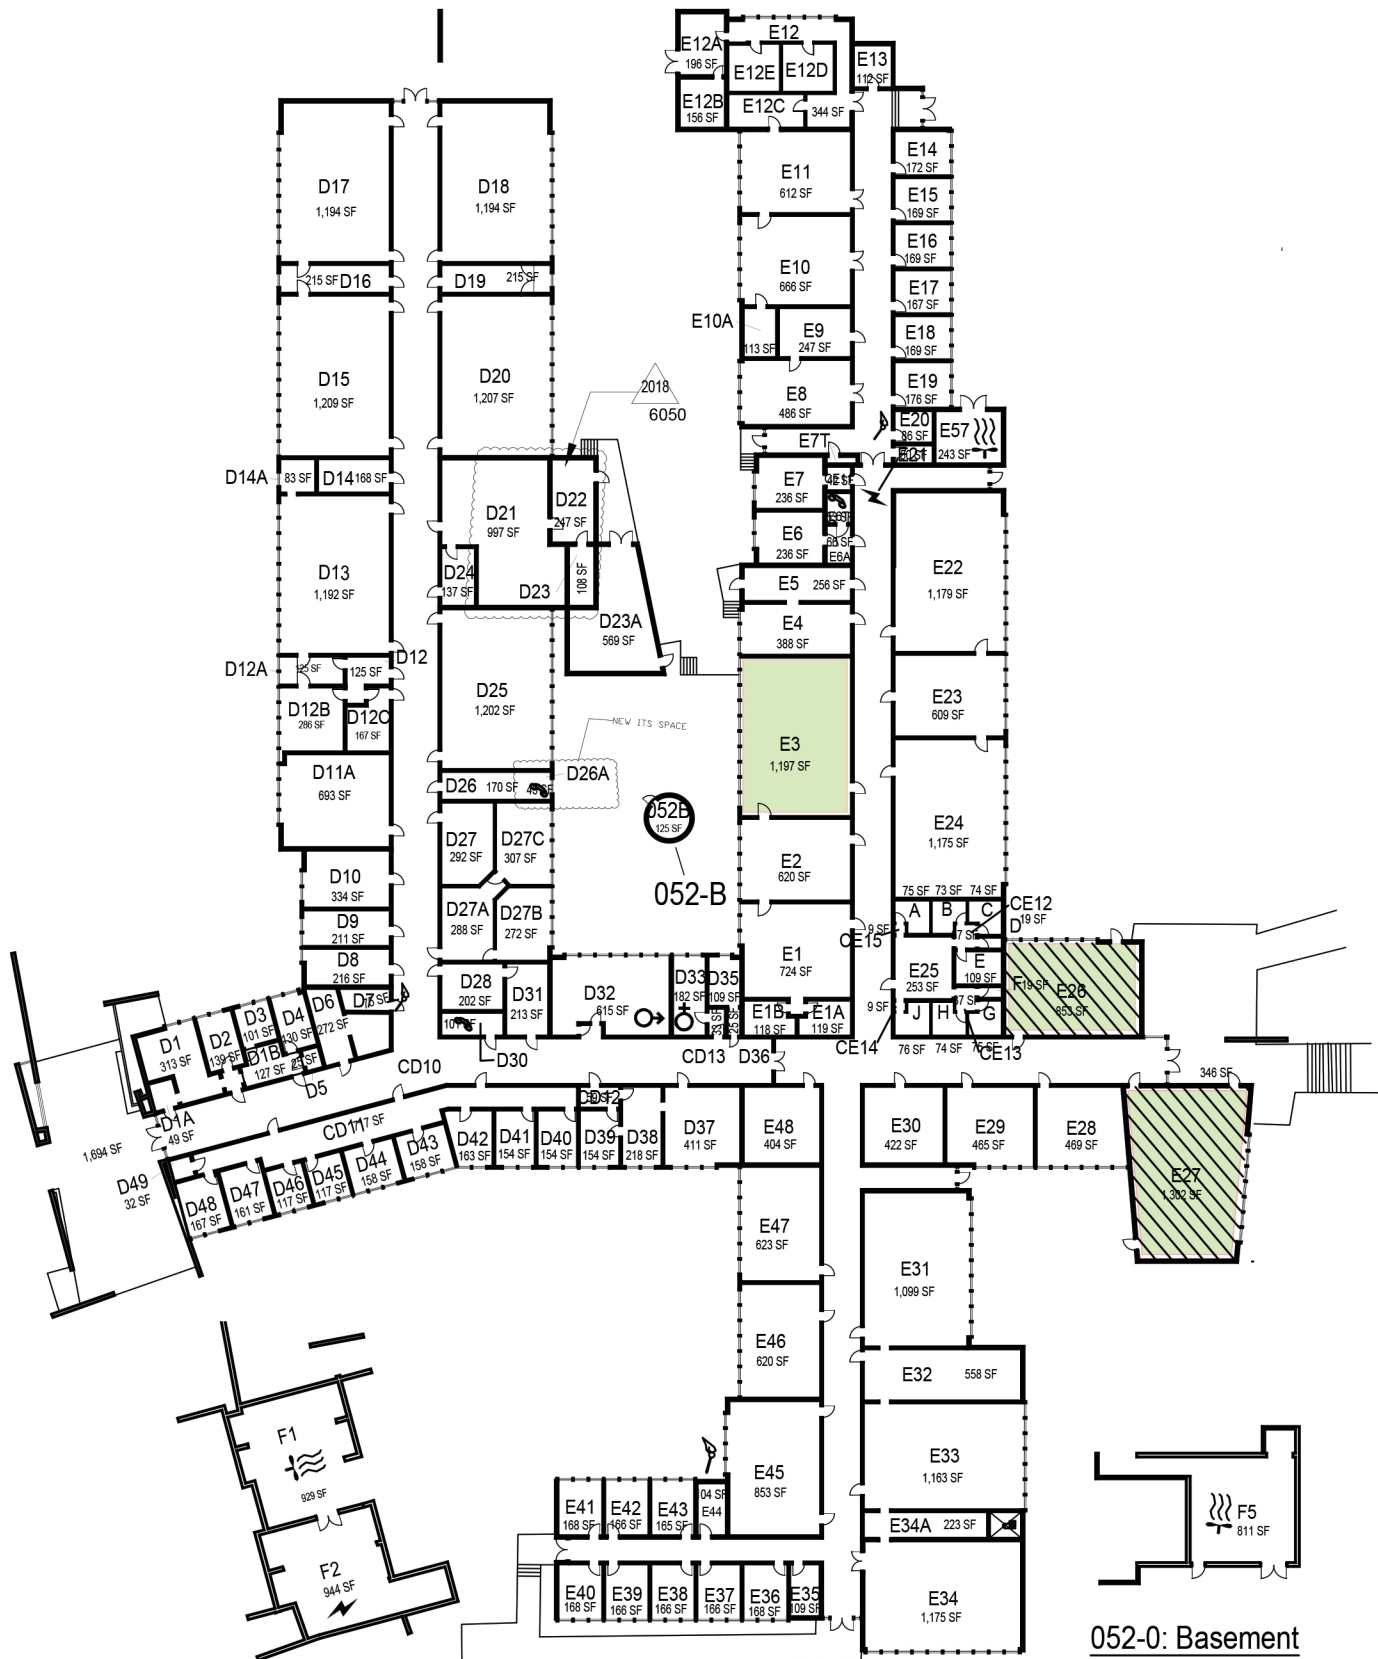 E12A
196 SF
E12
E12E
E12D
E13
112 SF
E12B
156 SF
E12C
344 SF
E14
172 SF
E11
612 SF
E15
169 SF
D17
1,194 SF
D18
1,194 SF
E16
169 SF
E10
666 SF
215 SF
D16
D19
215 SF
E17
167 SF
E10A
113 SF
E9
247 SF
E18
169 SF
D15
1,209 SF
D20
1,207 SF
2018
6050
E8
486 SF
E19
176 SF
E20
86 SF
E57
243 SF
E7T
E21
D14A
83 SF
D14
168 SF
E7
236 SF
D22
247 SF
D21
997 SF
E6
236 SF
E6A
D13
1,192 SF
D24
137 SF
D23
108 SF
E5
256 SF
E22
1,179 SF
D23A
569 SF
E4
388 SF
D12A
125 SF
D12
125 SF
D12B
286 SF
D12C
167 SF
D25
1,202 SF
E23
609 SF
NEW ITS SPACE
E3
1,197 SF
D11A
693 SF
D26
170 SF
D26A
052B
125 SF
E24
1,175 SF
D27
292 SF
D27C
307 SF
E2
620 SF
D10
334 SF
052-B
75 SF
73 SF
74 SF
A
B
C
CE12
19 SF
D
D9
211 SF
D27A
288 SF
D27B
272 SF
9 SF
CE15
E1
724 SF
D8
216 SF
D28
202 SF
D31
213 SF
D32
615 SF
D33
182 SF
D35
109 SF
E25
253 SF
E
109 SF
F
19 SF
E26
853 SF
D7
D6
272 SF
E1B
118 SF
E1A
119 SF
9 SF
J
H
G
D1
313 SF
D2
139 SF
D3
101 SF
D4
130 SF
D1B
127 SF
25 SF
D30
CD13
D36
CE14
76 SF
74 SF
CE13
D5
CD10
CD12
346 SF
D1A
49 SF
CD11
1,694 SF
D49
32 SF
D48
167 SF
D47
161 SF
D46
117 SF
D45
117 SF
D44
158 SF
D43
158 SF
D42
163 SF
D41
154 SF
D40
154 SF
D39
154 SF
D38
218 SF
D37
411 SF
E48
404 SF
E30
422 SF
E29
465 SF
E28
469 SF
E27
1,302 SF
E47
623 SF
E31
1,099 SF
E46
620 SF
E32
558 SF
F1
929 SF
E33
1,163 SF
E45
853 SF
E41
168 SF
E42
166 SF
E43
165 SF
04 SF
E44
E34A
223 SF
F5
811 SF
F2
944 SF
E40
168 SF
E39
166 SF
E38
166 SF
E37
166 SF
E36
168 SF
E35
109 SF
E34
1,175 SF
052-0: Basement